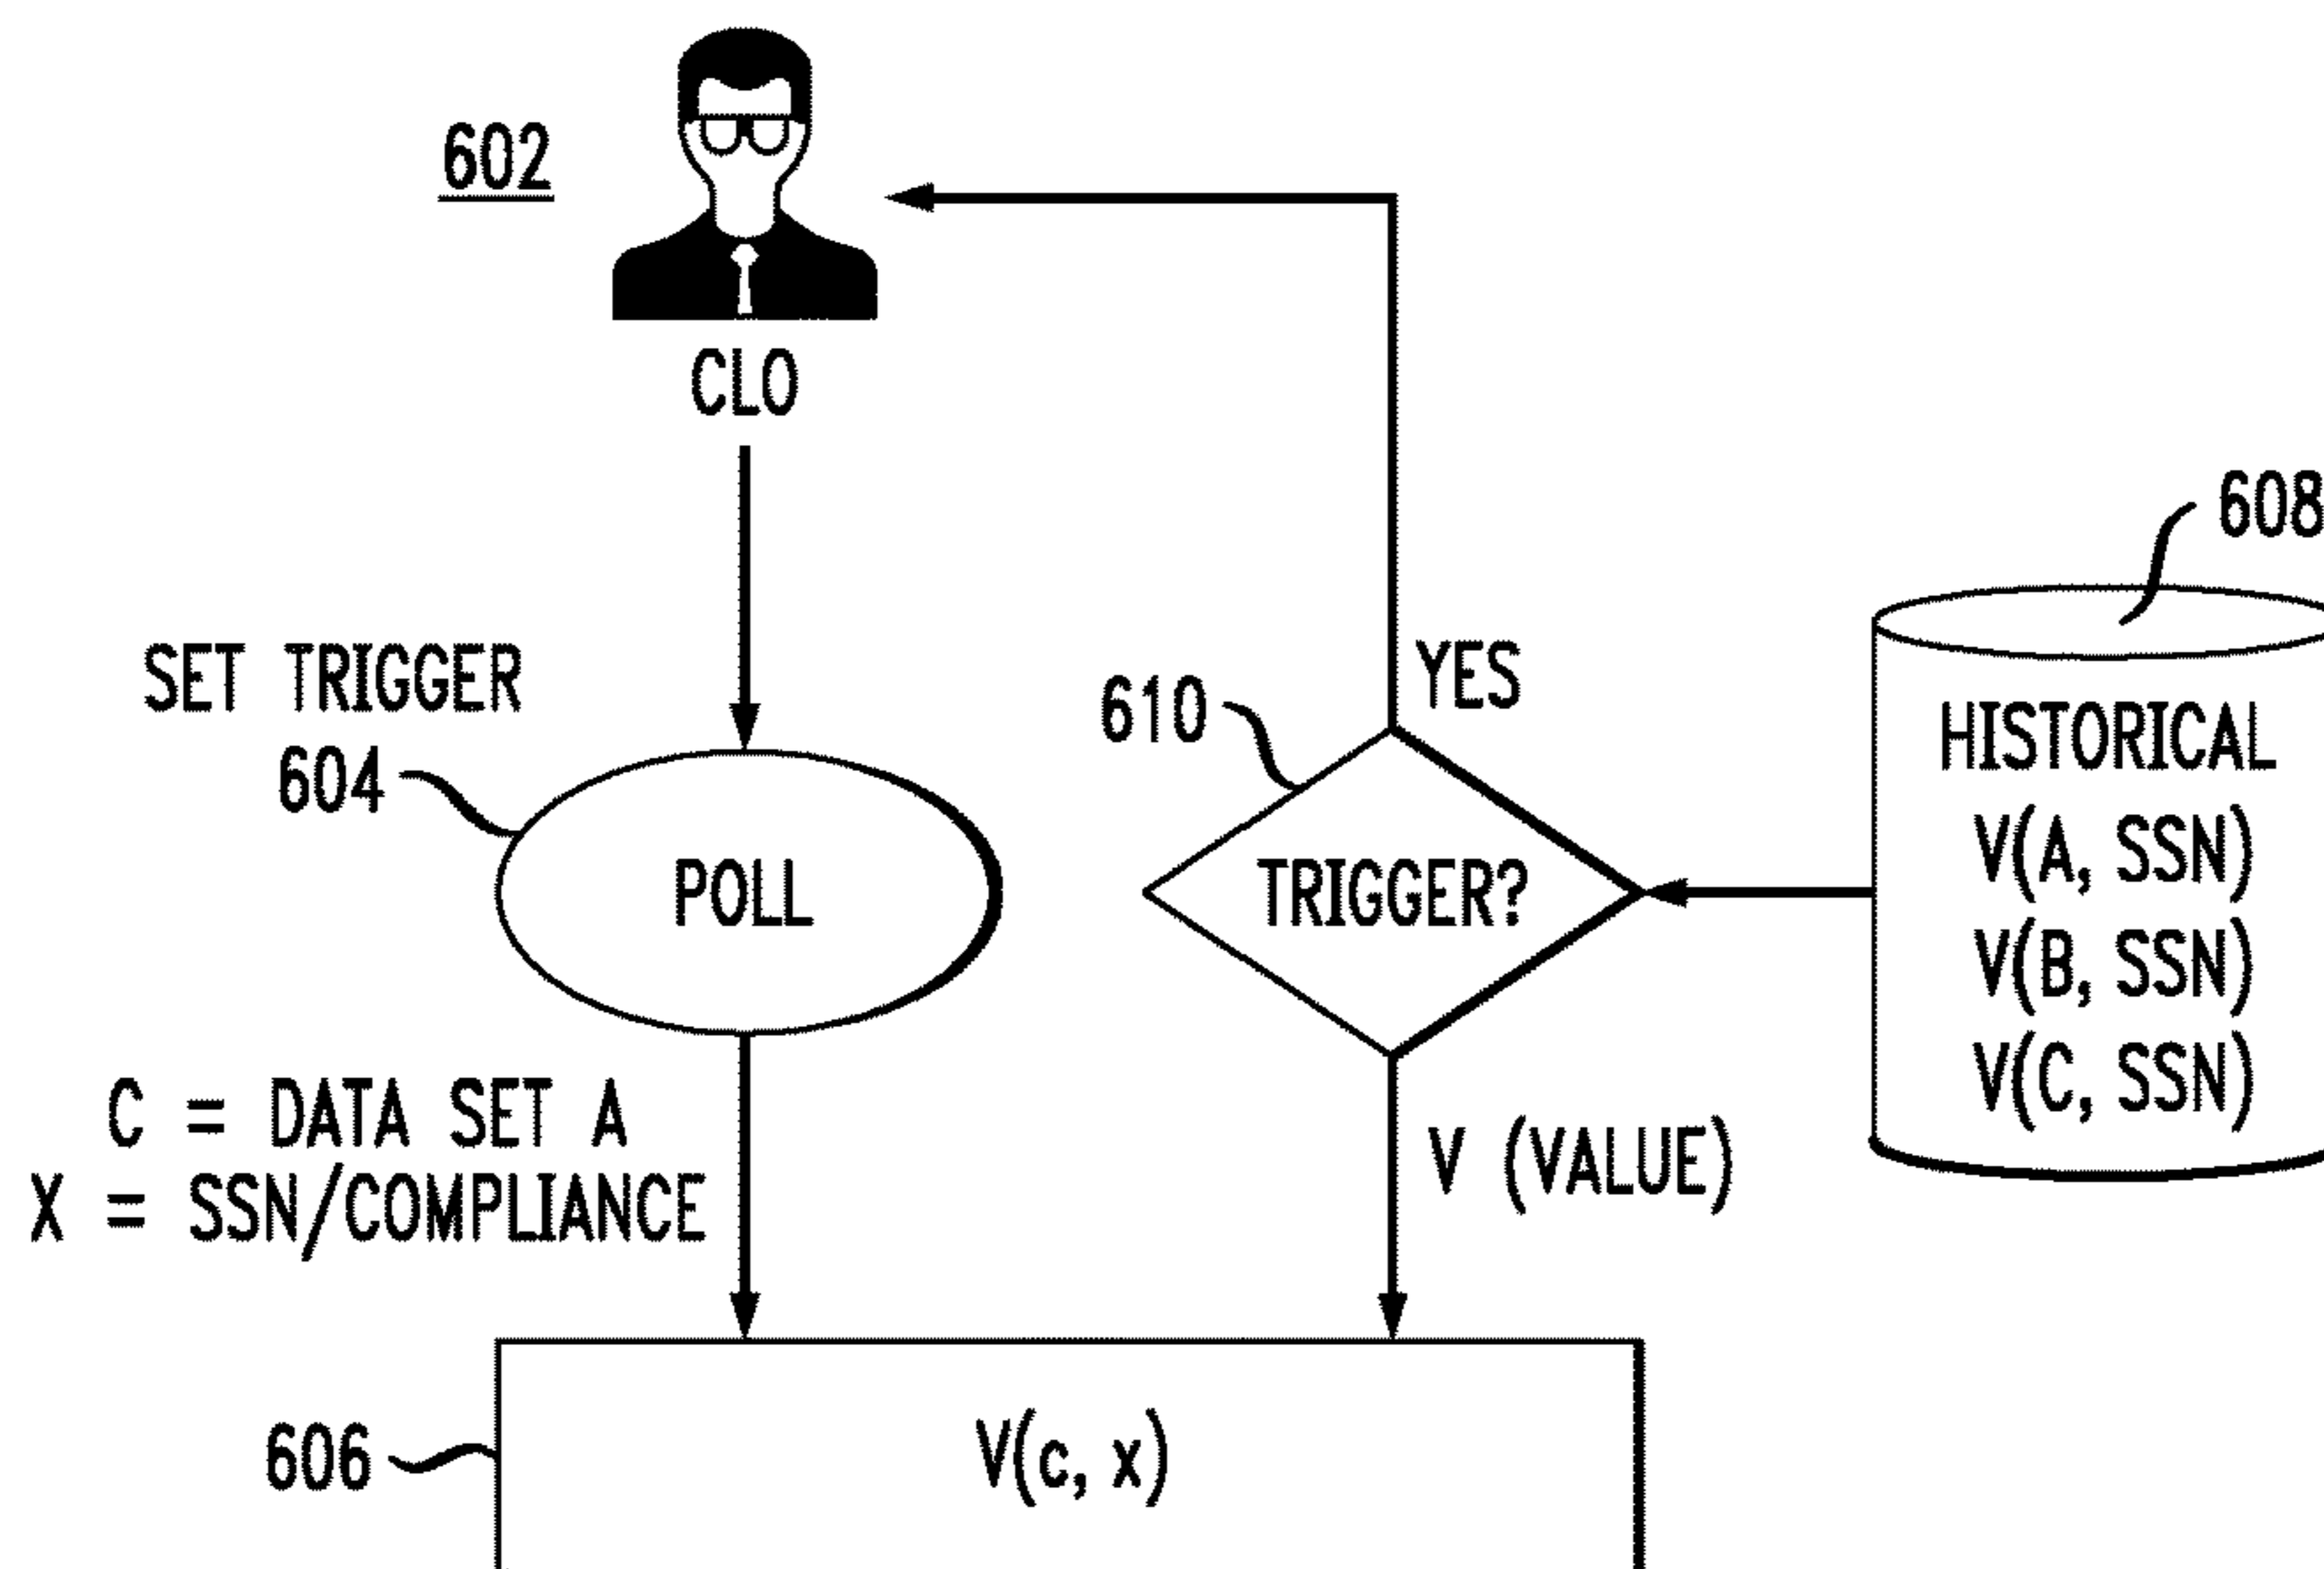 602
CLO
608
SET TRIGGER
604
YES
610
HISTORICAL
V(A, SSN)
V(B, SSN)
V(C, SSN)
POLL
TRIGGER?
C = DATA SET A
X = SSN/COMPLIANCE
V (VALUE)
606
V(c, x)